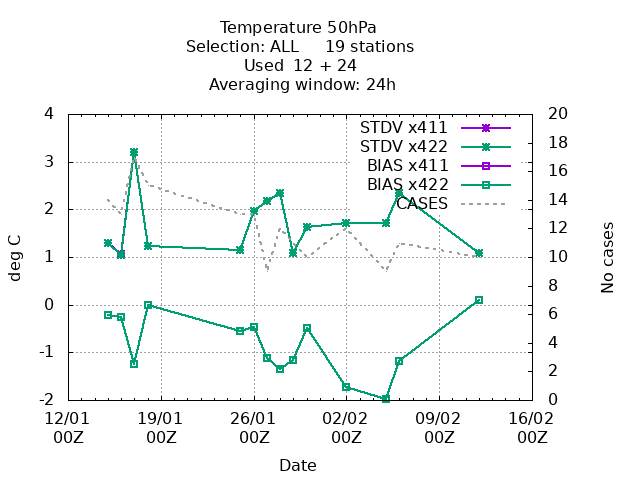 Temperature 50hPa
Selection: ALL     19 stations
Used  12 + 24
Averaging window: 24h
4
3
2
1
0
-1
-2
deg C
20
18
16
14
12
10
8
6
4
2
0
No cases
STDV x411
STDV x422
BIAS x411
BIAS x422
CASES
12/01 19/01 26/01 02/02 09/02 16/02
00Z 00Z 00Z 00Z 00Z 00Z
Date